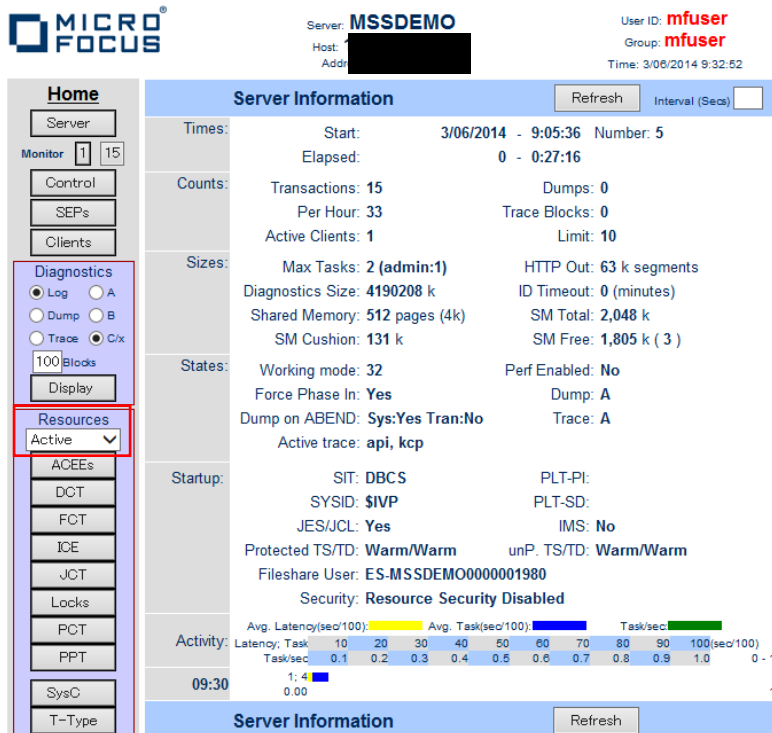 MICRO FOCUS
Server: MSSDEMO
Host:
User ID: mfuser
Group: mfuser
Time: 3/06/2014 9:32:52
Home
Server
Monitor 1 15
Control
SEPs
Clients
Diagnostics
Log A
Dump B
Trace C/x
100 Blocks
Display
Resources
Active
ACEEs
DCT
FCT
ICE
JCT
Locks
PCT
PPT
SysC
T-Type
Server Information Refresh Interval (Secs)
Times: Start: 3/06/2014 - 9:05:36 Number: 5
Elapsed: 0 - 0:27:16
Counts: Transactions: 15 Dumps: 0
Per Hour: 33 Trace Blocks: 0
Active Clients: 1 Limit: 10
Sizes: Max Tasks: 2 (admin:1) HTTP Out: 63 k segments
Diagnostics Size: 4190208 k ID Timeout: 0 (minutes)
Shared Memory: 512 pages (4k) SM Total: 2,048 k
SM Cushion: 131 k SM Free: 1,805 k ( 3 )
States: Working mode: 32 Perf Enabled: No
Force Phase In: Yes Dump: A
Dump on ABEND: Sys:Yes Tran:No Trace: A
Active trace: api, kcp
Startup: SIT: DBCS PLT-PI:
SYSID: $IVP PLT-SD:
JES/JCL: Yes IMS: No
Protected TS/TD: Warm/Warm unP. TS/TD: Warm/Warm
Fileshare User: ES-MSSDEMO0000001980
Security: Resource Security Disabled
Activity: Avg. Latency(sec/100): Avg. Task(sec/100): Task/sec:
Latency; Task 10 20 30 40 50 60 70 80 90 100(sec/100)
Task/sec 0.1 0.2 0.3 0.4 0.5 0.6 0.7 0.8 0.9 1.0 0 -
09:30 1; 4
0.00
Server Information Refresh